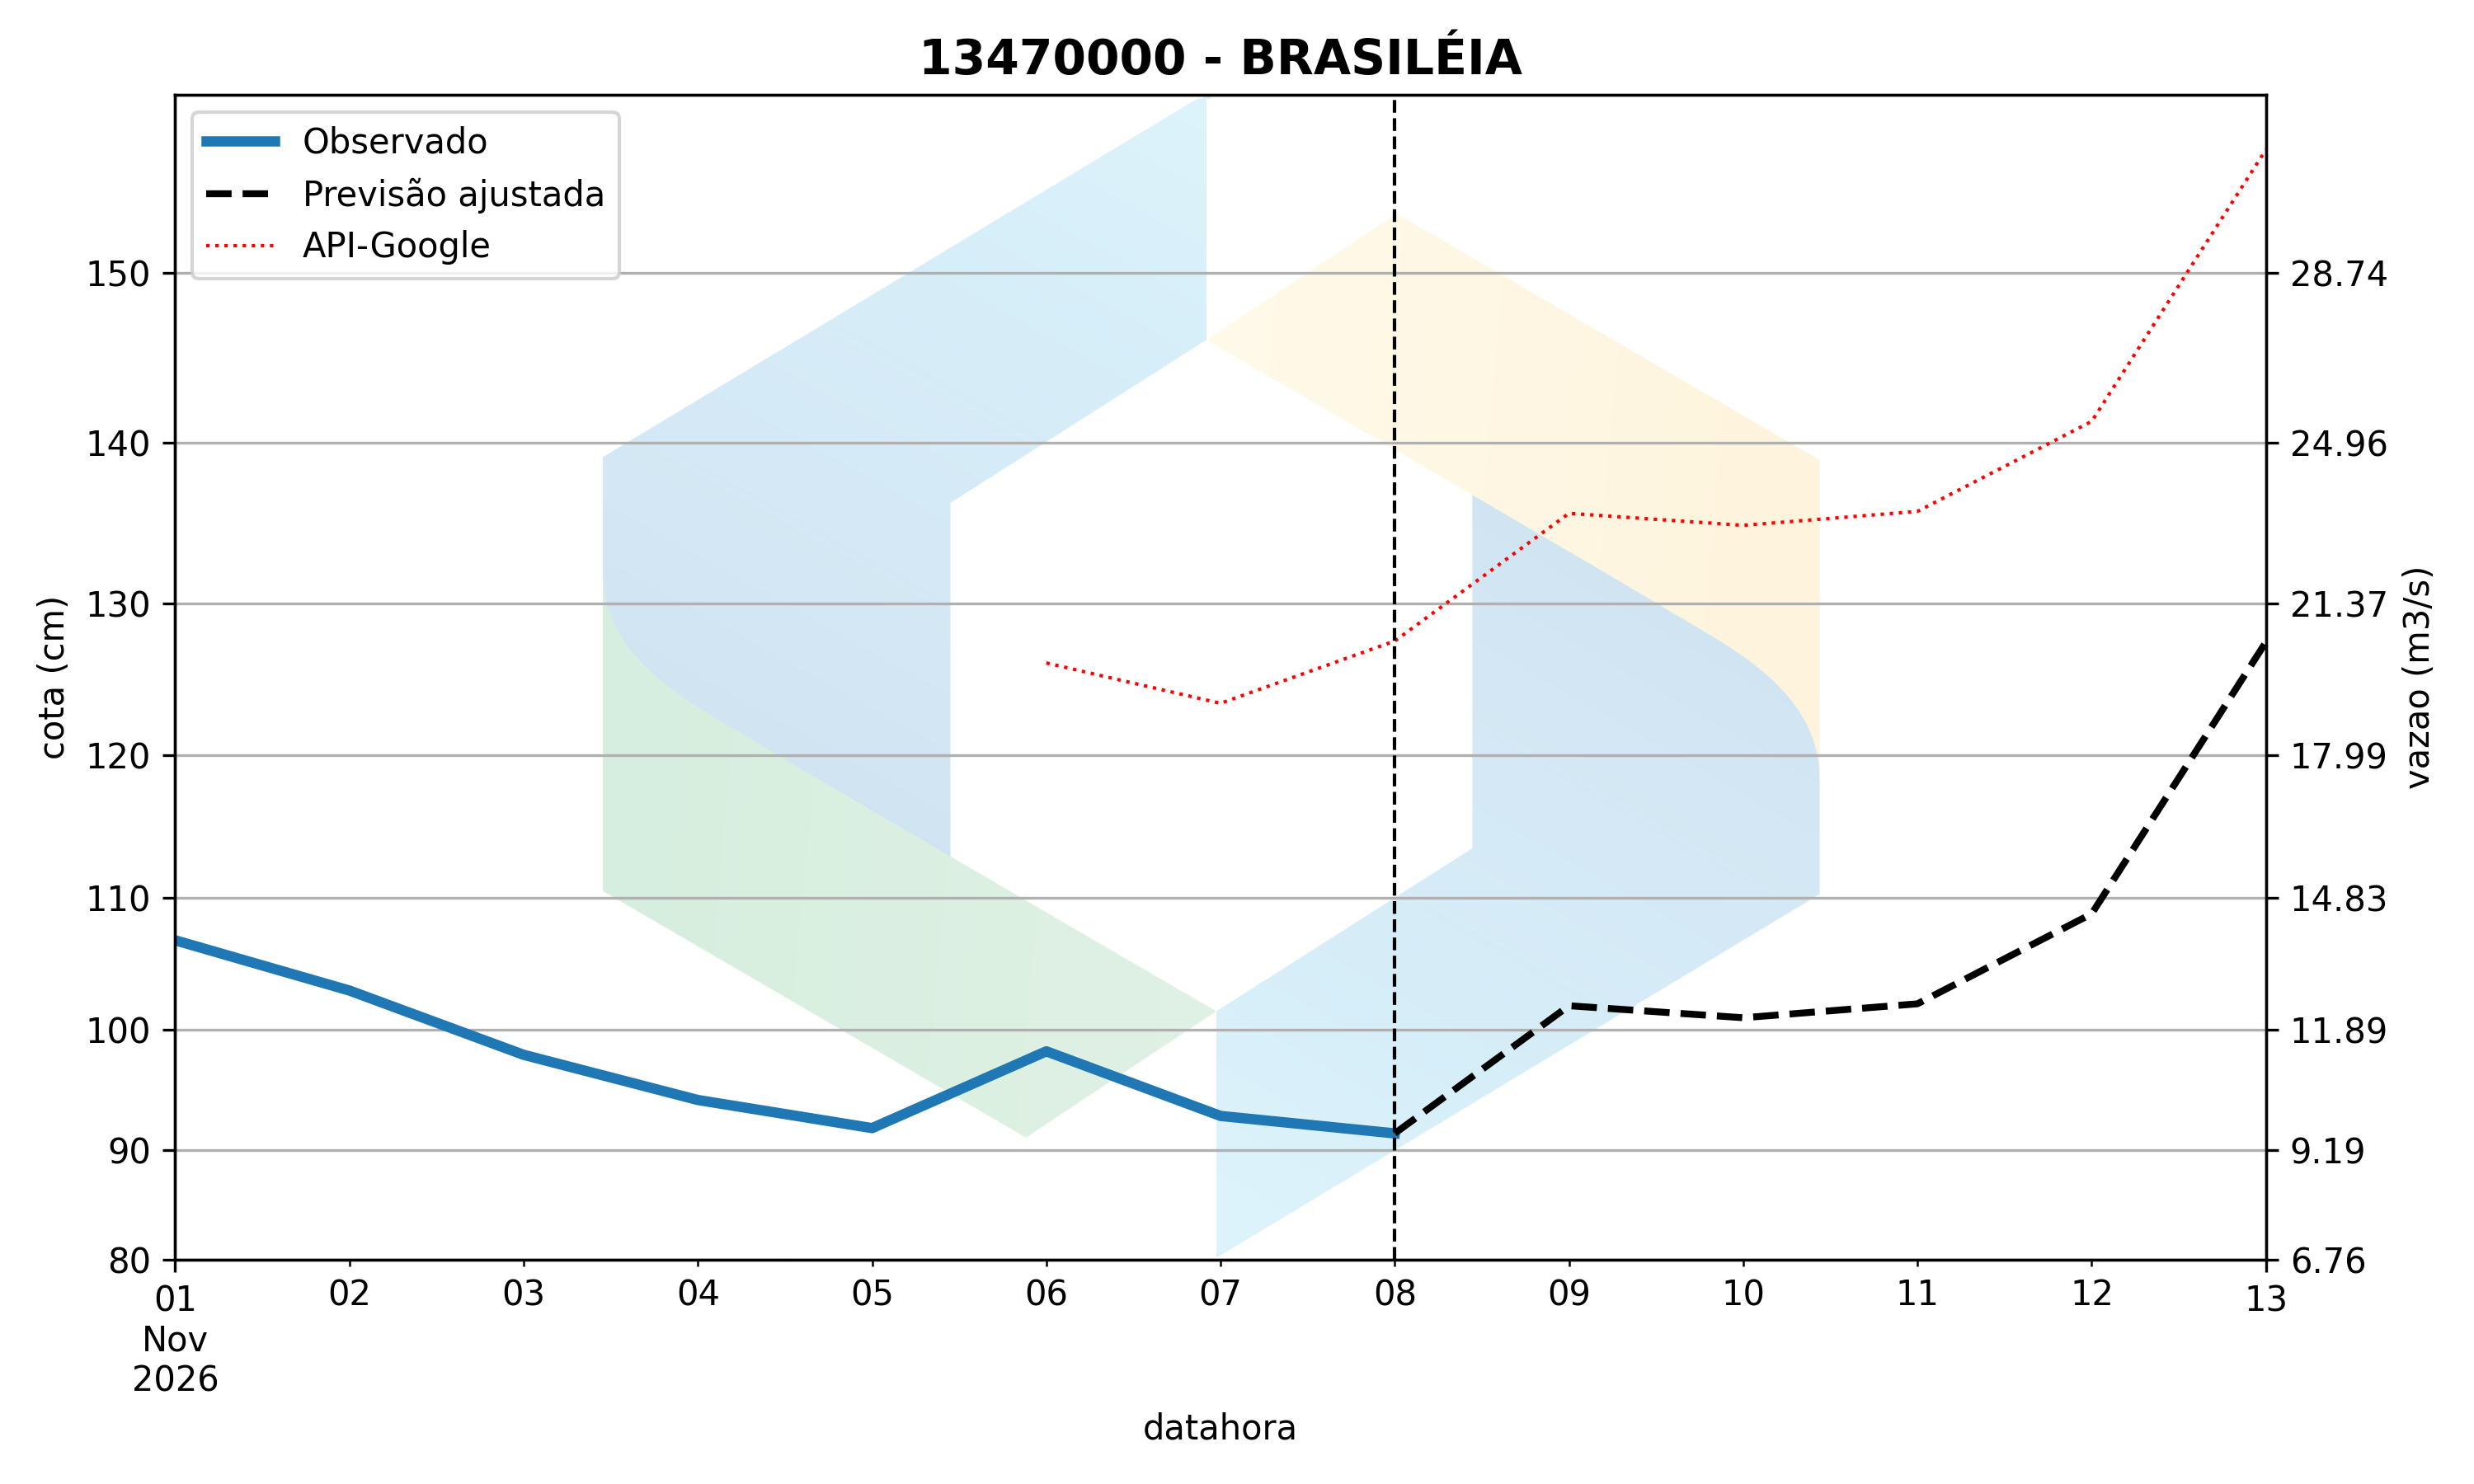 13470000 - BRASILÉIA
Observado
Previsão ajustada
API-Google
cota (cm)
150
140
130
120
110
100
90
80
28.74
24.96
21.37
17.99
14.83
11.89
9.19
6.76
vazao (m3/s)
01 02 03 04 05 06 07 08 09 10 11 12 13
Nov
2026
datahora